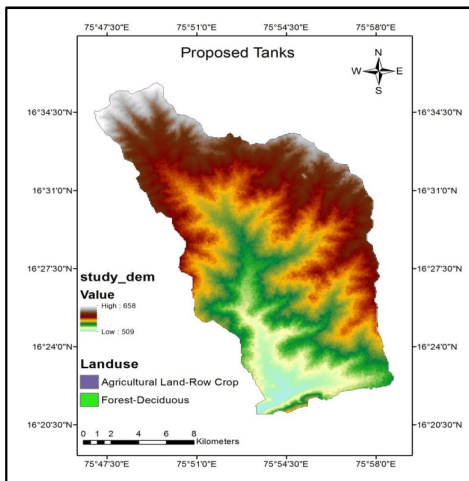 75°47'30"E 75°51'0"E 75°54'30"E 75°58'0"E
Proposed Tanks
N
W E
S
16°34'30"N 16°34'30"N
16°31'0"N 16°31'0"N
16°27'30"N 16°27'30"N
study_dem
Value
High : 658
Low : 509
16°24'0"N 16°24'0"N
Landuse
Agricultural Land-Row Crop
Forest-Deciduous
16°20'30"N 16°20'30"N
0 1 2 4 6 8
Kilometers
75°47'30"E 75°51'0"E 75°54'30"E 75°58'0"E